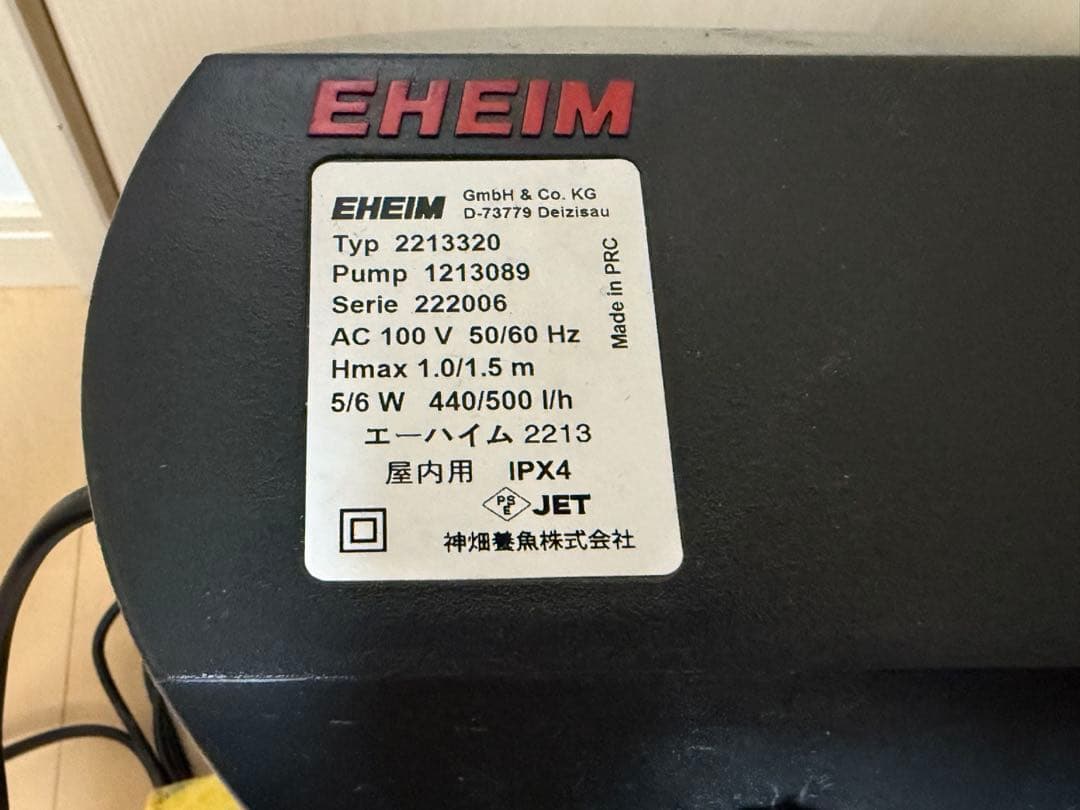 EHEIM
EHEIM GmbH & Co. KG
D-73779 Deizisau
Typ 2213320
Pump 1213089
Serie 222006
AC 100 V 50/60 Hz
Hmax 1.0/1.5 m
5/6 W 440/500 l/h
Made in PRC
エーハイム 2213
屋内用 IPX4
PS E JET
神畑養魚株式会社